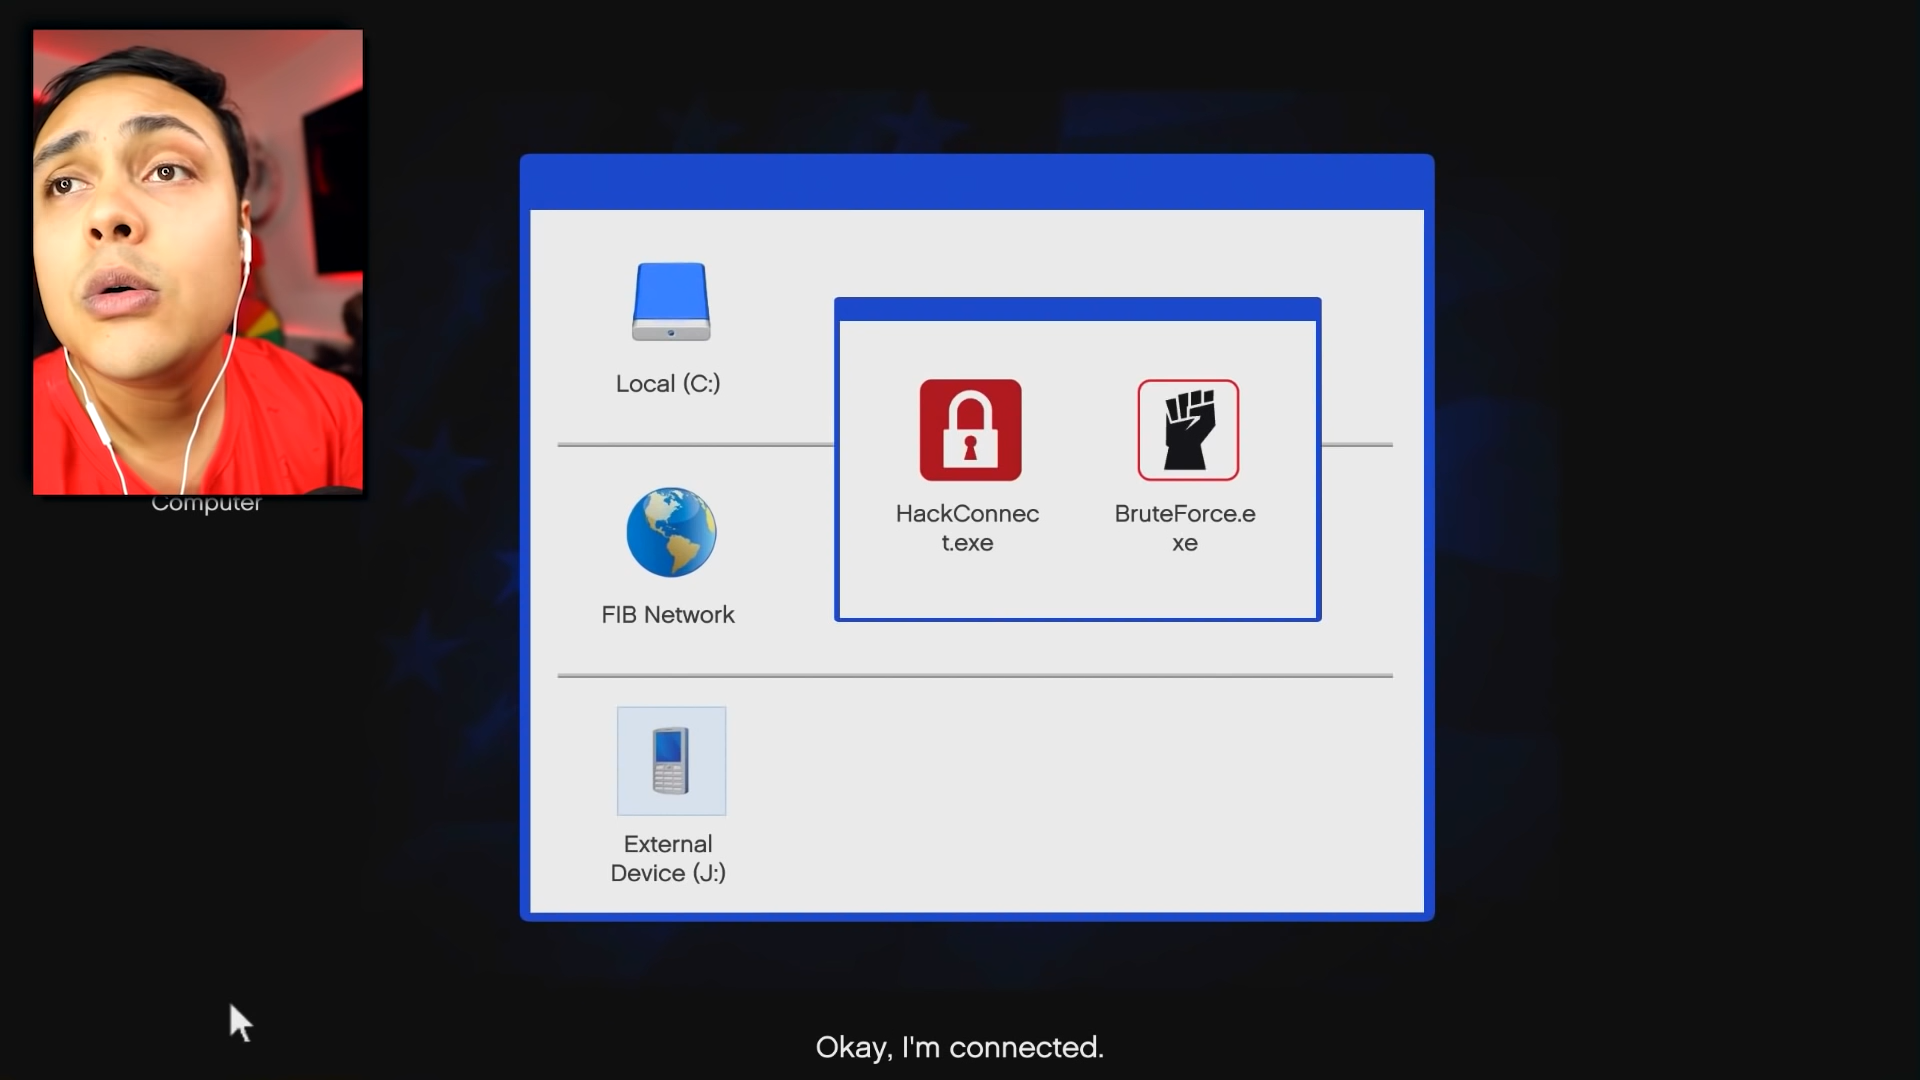 Computer
Local (C:)
HackConnec
t.exe
BruteForce.e
xe
FIB Network
External
Device (J:)
Okay, I'm connected.